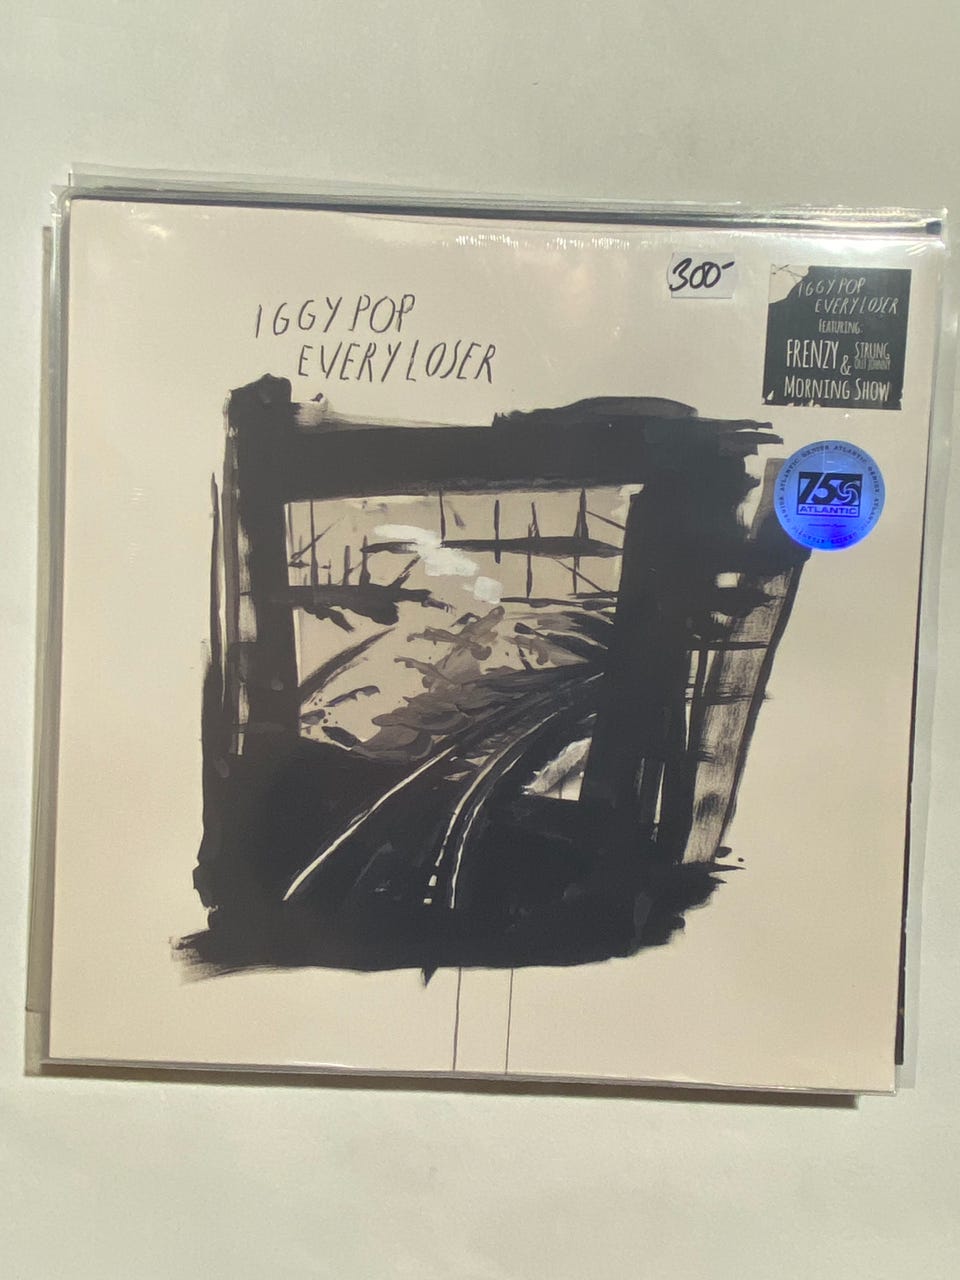 IGGY POP
EVERY LOSER
300-
IGGY POP
EVERY LOSER
FEATURING:
FRENZY & STRUNG
OUT JOHNNY
MORNING SHOW
75
ATLANTIC